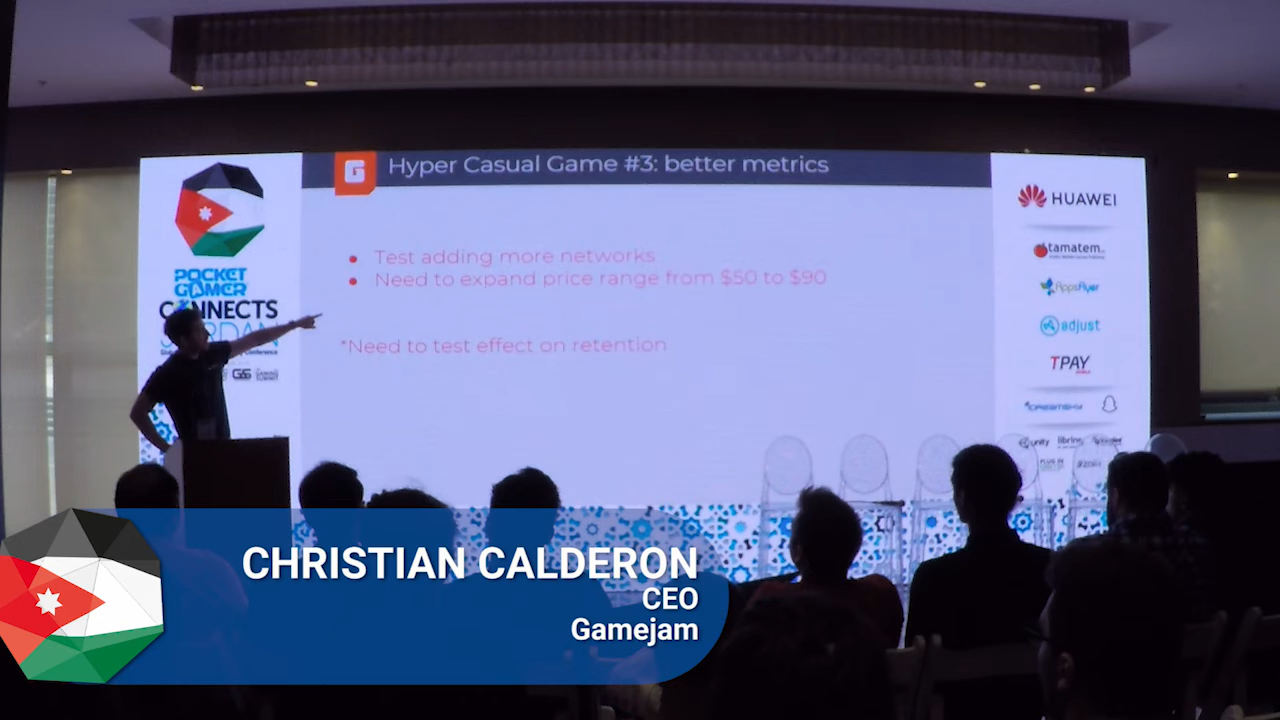 Hyper Casual Game #3: better metrics
Test adding more networks
Need to expand price range from $50 to $90
*Need to test effect on retention
POCKET
GAMER
CONNECTS
JORDAN
HUAWEI
tamatem
AppsFlyer
adjust
TPAY
unity
CHRISTIAN CALDERON
CEO
Gamejam